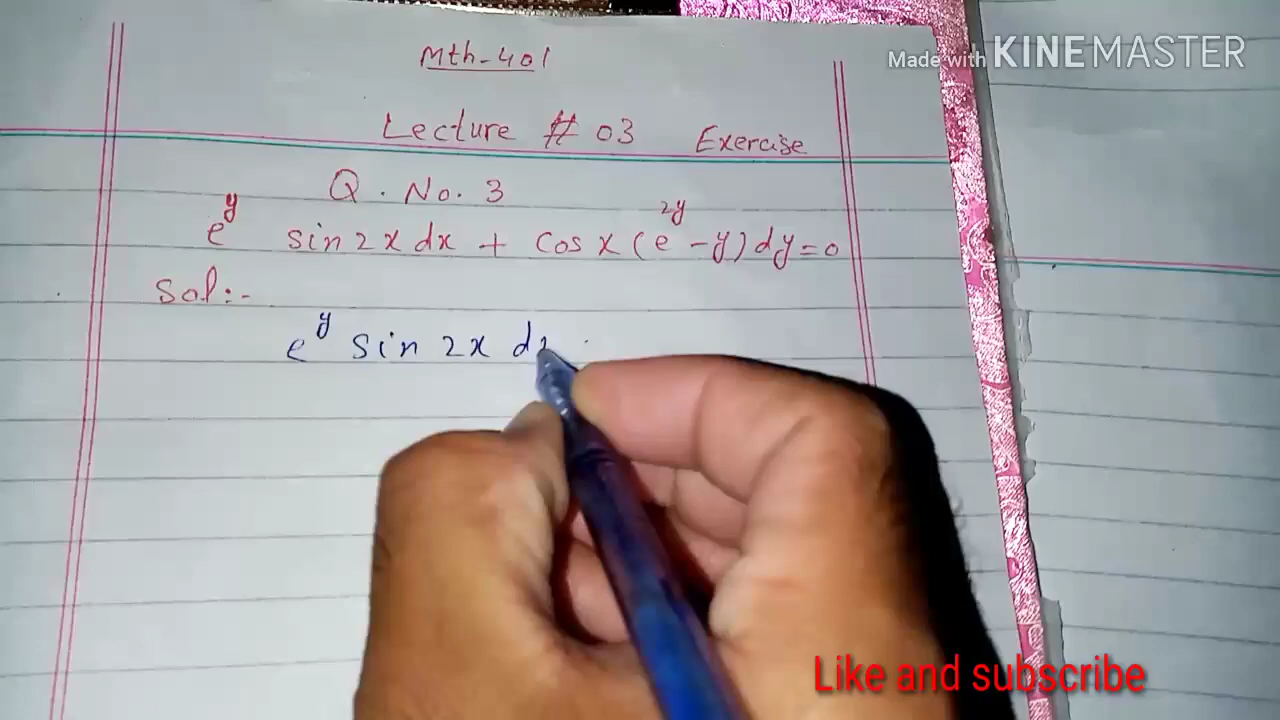 Made with KINEMASTER
Mth-401
Lecture # 03 Exercise
Q. No. 3
e^y sin 2x dx + cos x (e^2y - y) dy = 0
Sol:-
e^y sin 2x dx
Like and subscribe